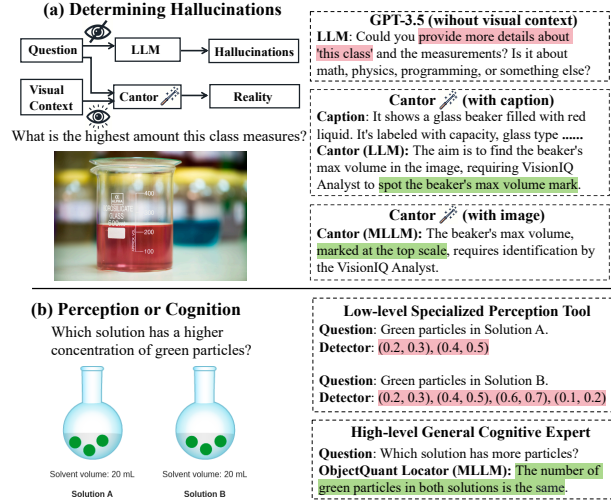 (a) Determining Hallucinations
Question
LLM
Hallucinations
Visual
Context
Cantor
Reality
What is the highest amount this class measures?
600
400
200
100
GPT-3.5 (wihout visual context)
LLM: Could you provide more details about
'this class' and the measurements? Is it about
math, physics, programming, or something else?
Cantor (with caption)
Caption: It shows a glass beaker filled with red
liquid. It's labeled with capacity, glass type ......
Cantor (LLM): The aim is to find the beaker's
max volume in the image, requiring VisionIQ
Analyst to spot the beaker's max volume mark.
Cantor (with image)
Cantor (MLLM): The beaker's max volume,
marked at the top scale, requires identification by
the VisionIQ Analyst.
(b) Perception or Cognition
Which solution has a higher
concentration of green particles?
Solvent volume: 20 mL
Solvent volume: 20 mL
Solution A
Solution B
Low-level Specialized Perception Tool
Question: Green particles in Solution A.
Detector: (0.2, 0.3), (0.4, 0.5)
Question: Green particles in Solution B.
Detector: (0.2, 0.3), (0.4, 0.5), (0.6, 0.7), (0.1, 0.2)
High-level General Cognitive Expert
Question: Which solution has more particles?
ObjectQuant Locator (MLLM): The number of
green particles in both solutions is the same.